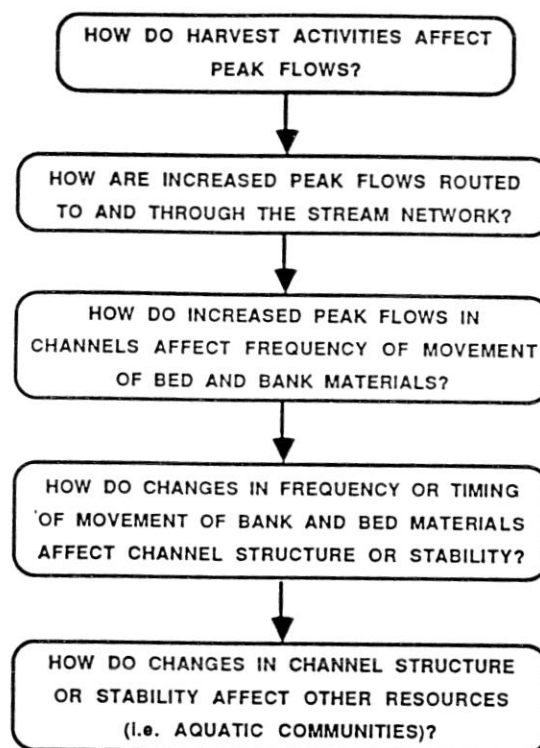 HOW DO HARVEST ACTIVITIES AFFECT
PEAK FLOWS?
HOW ARE INCREASED PEAK FLOWS ROUTED
TO AND THROUGH THE STREAM NETWORK?
HOW DO INCREASED PEAK FLOWS IN
CHANNELS AFFECT FREQUENCY OF MOVEMENT
OF BED AND BANK MATERIALS?
HOW DO CHANGES IN FREQUENCY OR TIMING
OF MOVEMENT OF BANK AND BED MATERIALS
AFFECT CHANNEL STRUCTURE OR STABILITY?
HOW DO CHANGES IN CHANNEL STRUCTURE
OR STABILITY AFFECT OTHER RESOURCES
(i.e. AQUATIC COMMUNITIES)?